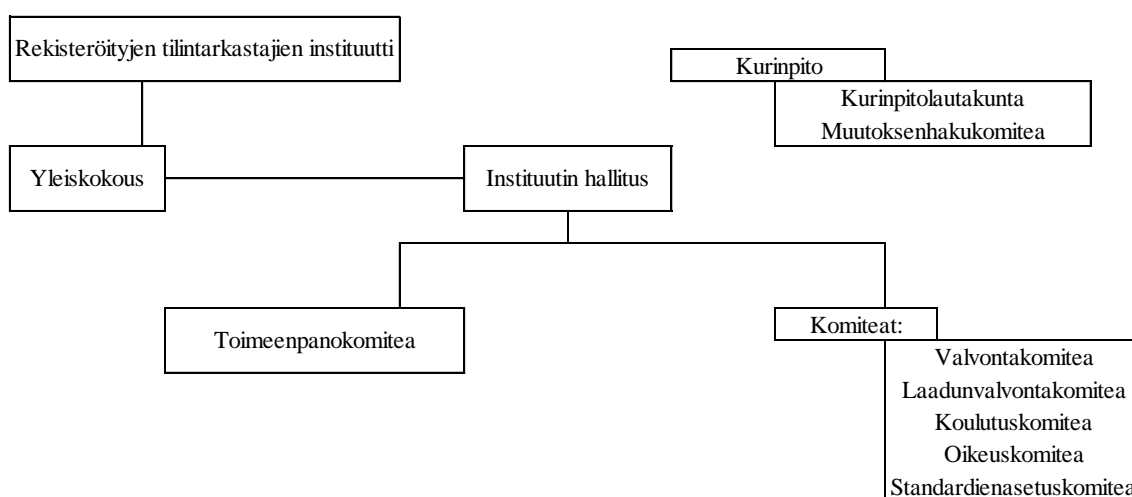 Rekisteröityjen tilintarkastajien instituutti
Kurinpito
Kurinpitolautakunta
Muutoksenhakukomitea
Yleiskokous
Instituutin hallitus
Toimeenpanokomitea
Komiteat:
Valvontakomitea
Laadunvalvontakomitea
Koulutuskomitea
Oikeuskomitea
Standardienasetuskomitea